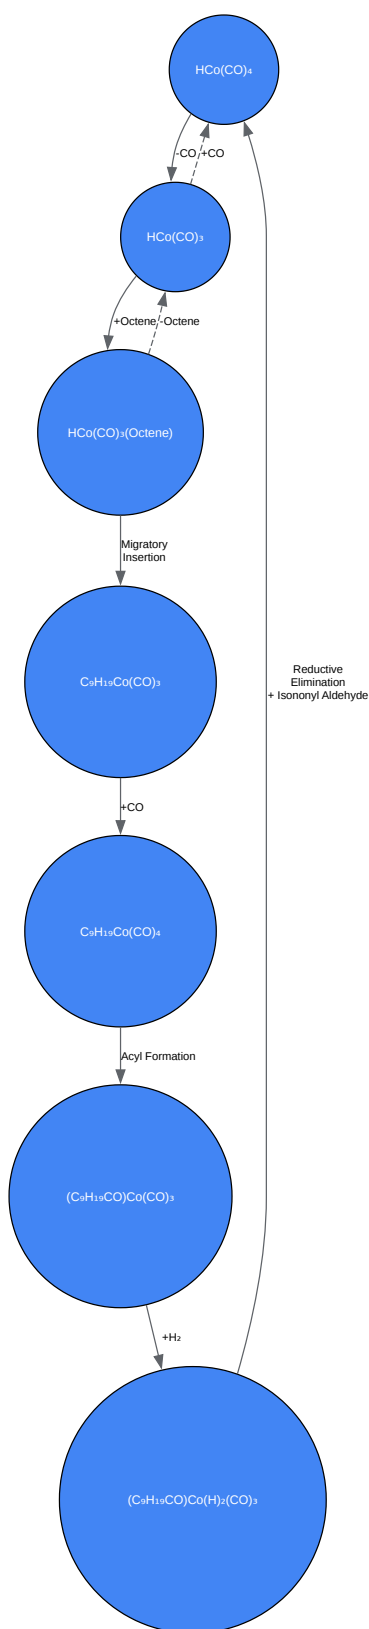 HCo(CO)₄
-CO
+CO
HCo(CO)₃
+Octene
-Octene
HCo(CO)₃(Octene)
Migratory
Insertion
C₉H₁₉Co(CO)₃
Reductive
Elimination
+ Isononyl Aldehyde
+CO
C₉H₁₉Co(CO)₄
Acyl Formation
(C₉H₁₉CO)Co(CO)₃
+H₂
(C₉H₁₉CO)Co(H)₂(CO)₃